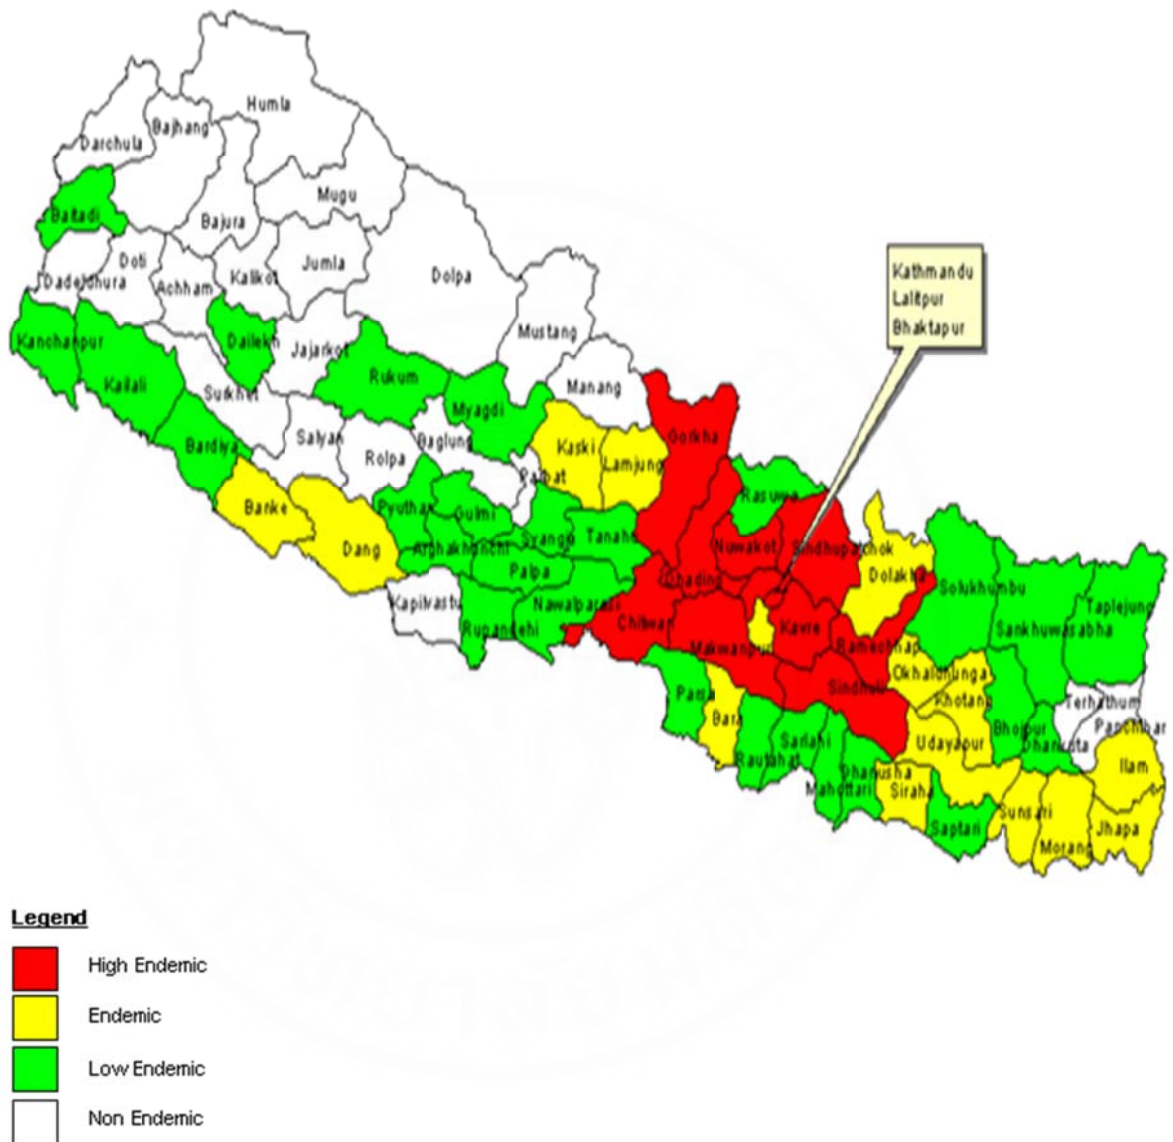 Humla
Bajhang
Darchula
Mugu
Baitadi
Bajura
Doti
Jumla
Kalikot
Dolpa
Dadeldhura
Achham
Kathmandu
Lalitpur
Bhaktapur
Mustang
Kanchanpur
Dailekh
Jajarkot
Rukum
Kailali
Surkhet
Manang
Myagdi
Gorkha
Salyan
Baglung
Bardiya
Rolpa
Kaski
Lamjung
Parbat
Rasuwa
Banke
Pyuthan
Gulmi
Syangja
Tanahu
Dang
Arghakhanchi
Nuwakot
Sindhupalchok
Palpa
Dhading
Dolakha
Solukhumbu
Kapilvastu
Nawalparasi
Taplejung
Rupandehi
Chitwan
Kavre
Sankhuwasabha
Makwanpur
Ramechhap
Okhaldhunga
Parsa
Sindhuli
Khotang
Terhathum
Bara
Bhojpur
Panchthar
Sarlahi
Udayapur
Dhankuta
Rautahat
Dhanusha
Ilam
Mahottari
Siraha
Sunsari
Saptari
Jhapa
Morang
Legend
High Endemic
Endemic
Low Endemic
Non Endemic